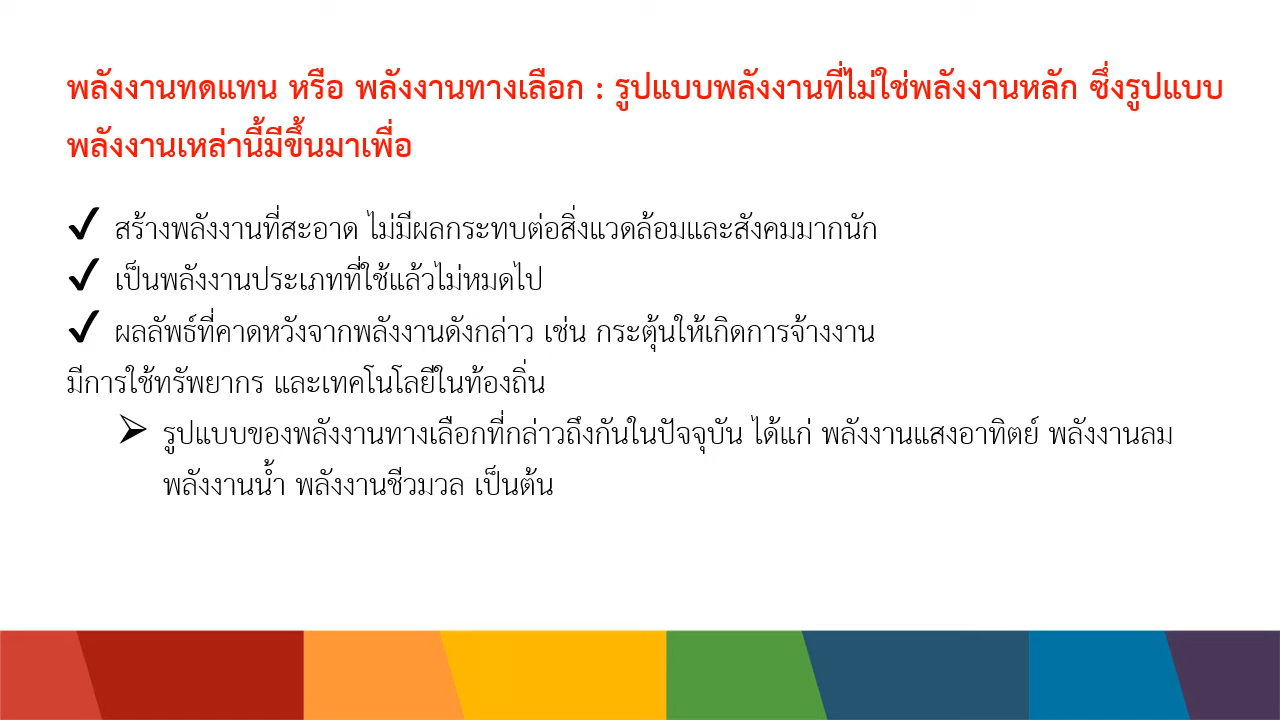 พลังงานทดแทน หรือ พลังงานทางเลือก : รูปแบบพลังงานที่ไม่ใช่พลังงานหลัก ซึ่งรูปแบบ
พลังงานเหล่านี้มีขึ้นมาเพื่อ
✓ สร้างพลังงานที่สะอาด ไม่มีผลกระทบต่อสิ่งแวดล้อมและสังคมมากนัก
✓ เป็นพลังงานประเภทที่ใช้แล้วไม่หมดไป
✓ ผลลัพธ์ที่คาดหวังจากพลังงานดังกล่าว เช่น กระตุ้นให้เกิดการจ้างงาน
มีการใช้ทรัพยากร และเทคโนโลยีในท้องถิ่น
➢ รูปแบบของพลังงานทางเลือกที่กล่าวถึงกันในปัจจุบัน ได้แก่ พลังงานแสงอาทิตย์ พลังงานลม
พลังงานน้ำ พลังงานชีวมวล เป็นต้น